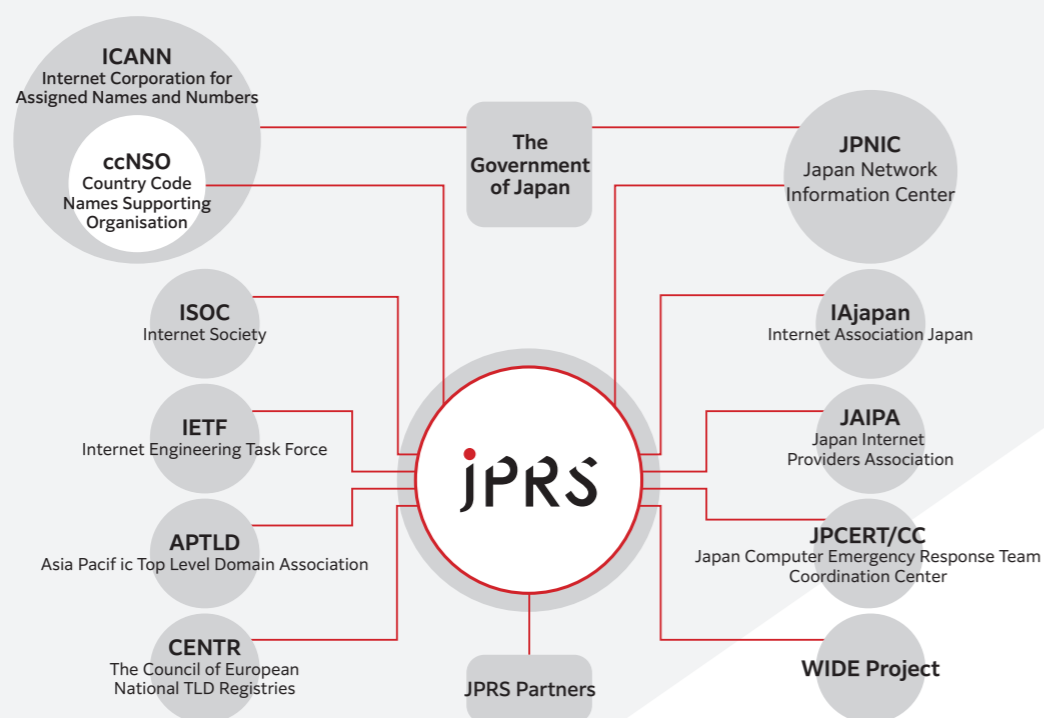 ICANN
Internet Corporation for
Assigned Names and Numbers
ccNSO
Country Code
Names Supporting
Organisation
The
Government
of Japan
JPNIC
Japan Network
Information Center
ISOC
Internet Society
IAjapan
Internet Association Japan
IETF
Internet Engineering Task Force
JAIPA
Japan Internet
Providers Association
jPRS
APTLD
Asia Pacif ic Top Level Domain Association
JPCERT/CC
Japan Computer Emergency Response Team
Coordination Center
CENTR
The Council of European
National TLD Registries
JPRS Partners
WIDE Project